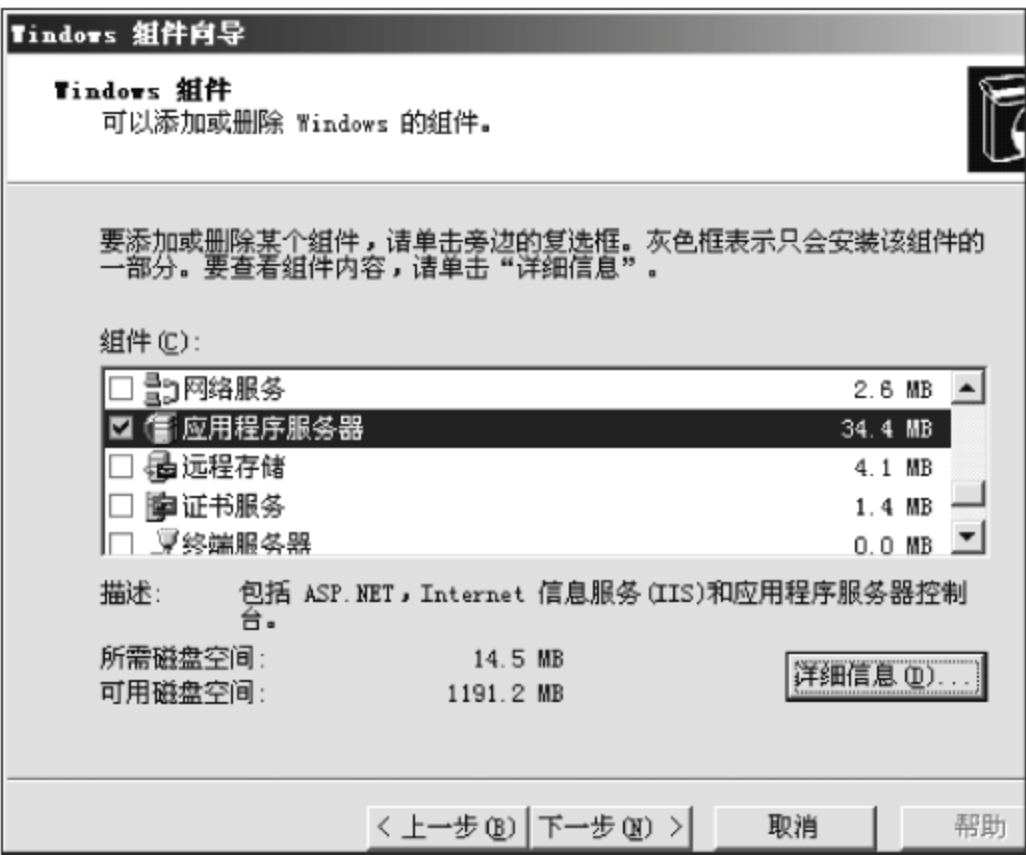 Windows 组件向导
Windows 组件
可以添加或删除 Windows 的组件。
要添加或删除某个组件，请单击旁边的复选框。灰色框表示只会安装该组件的
一部分。要查看组件内容，请单击“详细信息”。
组件(C):
网络服务 2.6 MB
应用程序服务器 34.4 MB
远程存储 4.1 MB
证书服务 1.4 MB
终端服务器 0.0 MB
描述: 包括 ASP.NET，Internet 信息服务(IIS)和应用程序服务器控制
台。
所需磁盘空间: 14.5 MB
可用磁盘空间: 1191.2 MB
详细信息(D)...
< 上一步(B) 下一步(N) > 取消 帮助